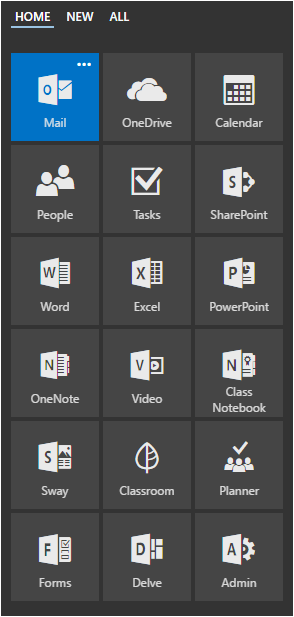 HOME NEW ALL
Mail OneDrive Calendar
People Tasks SharePoint
Word Excel PowerPoint
OneNote Video Class
Notebook
Sway Classroom Planner
Forms Delve Admin